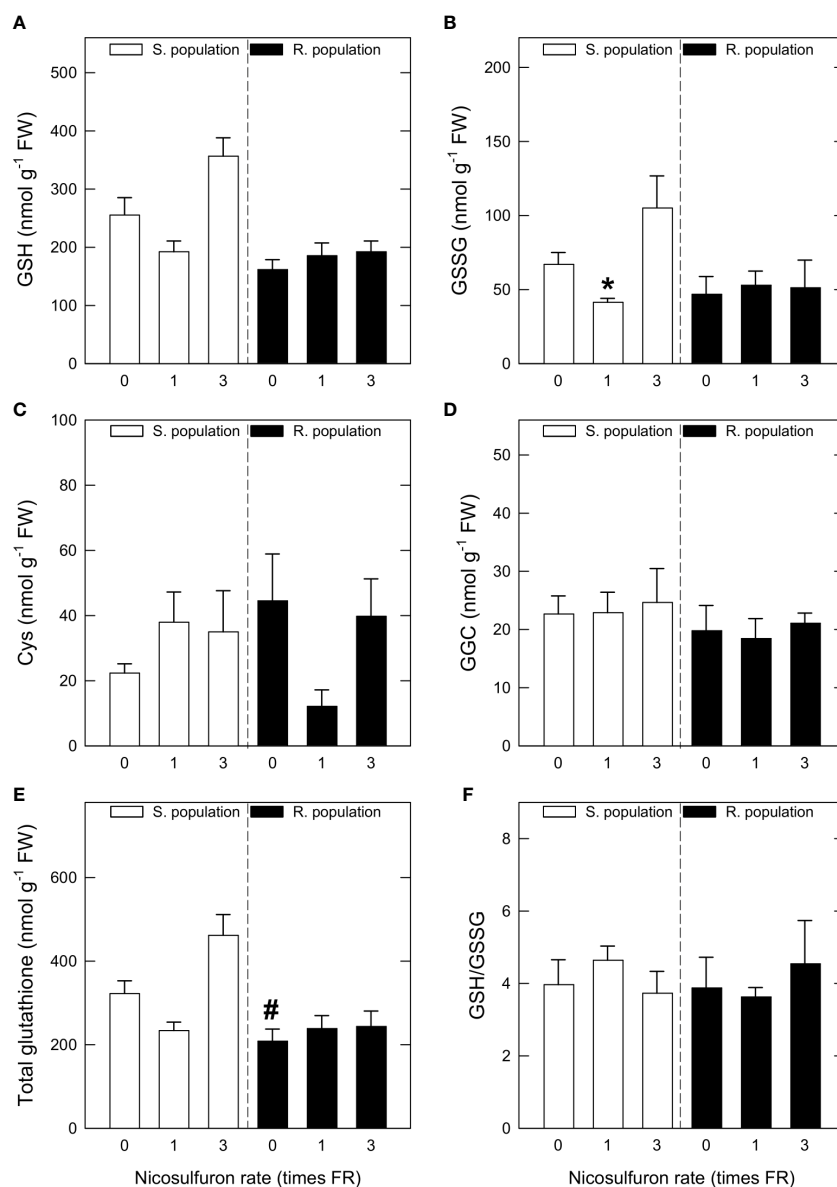 A
S. population
R. population
GSH (nmol g⁻¹ FW)
500
400
300
200
100
0
0 1 3 0 1 3
B
S. population
R. population
GSSG (nmol g⁻¹ FW)
200
150
100
50
0
*
0 1 3 0 1 3
C
S. population
R. population
Cys (nmol g⁻¹ FW)
100
80
60
40
20
0
0 1 3 0 1 3
D
S. population
R. population
GGC (nmol g⁻¹ FW)
50
40
30
20
10
0
0 1 3 0 1 3
E
S. population
R. population
Total glutathione (nmol g⁻¹ FW)
600
400
200
0
#
0 1 3 0 1 3
Nicosulfuron rate (times FR)
F
S. population
R. population
GSH/GSSG
8
6
4
2
0
0 1 3 0 1 3
Nicosulfuron rate (times FR)